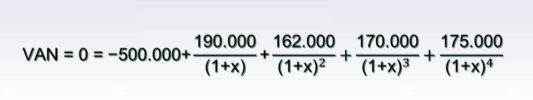 VAN = 0 = -500.000+ 190.000/(1+x) + 162.000/(1+x)² + 170.000/(1+x)³ + 175.000/(1+x)⁴